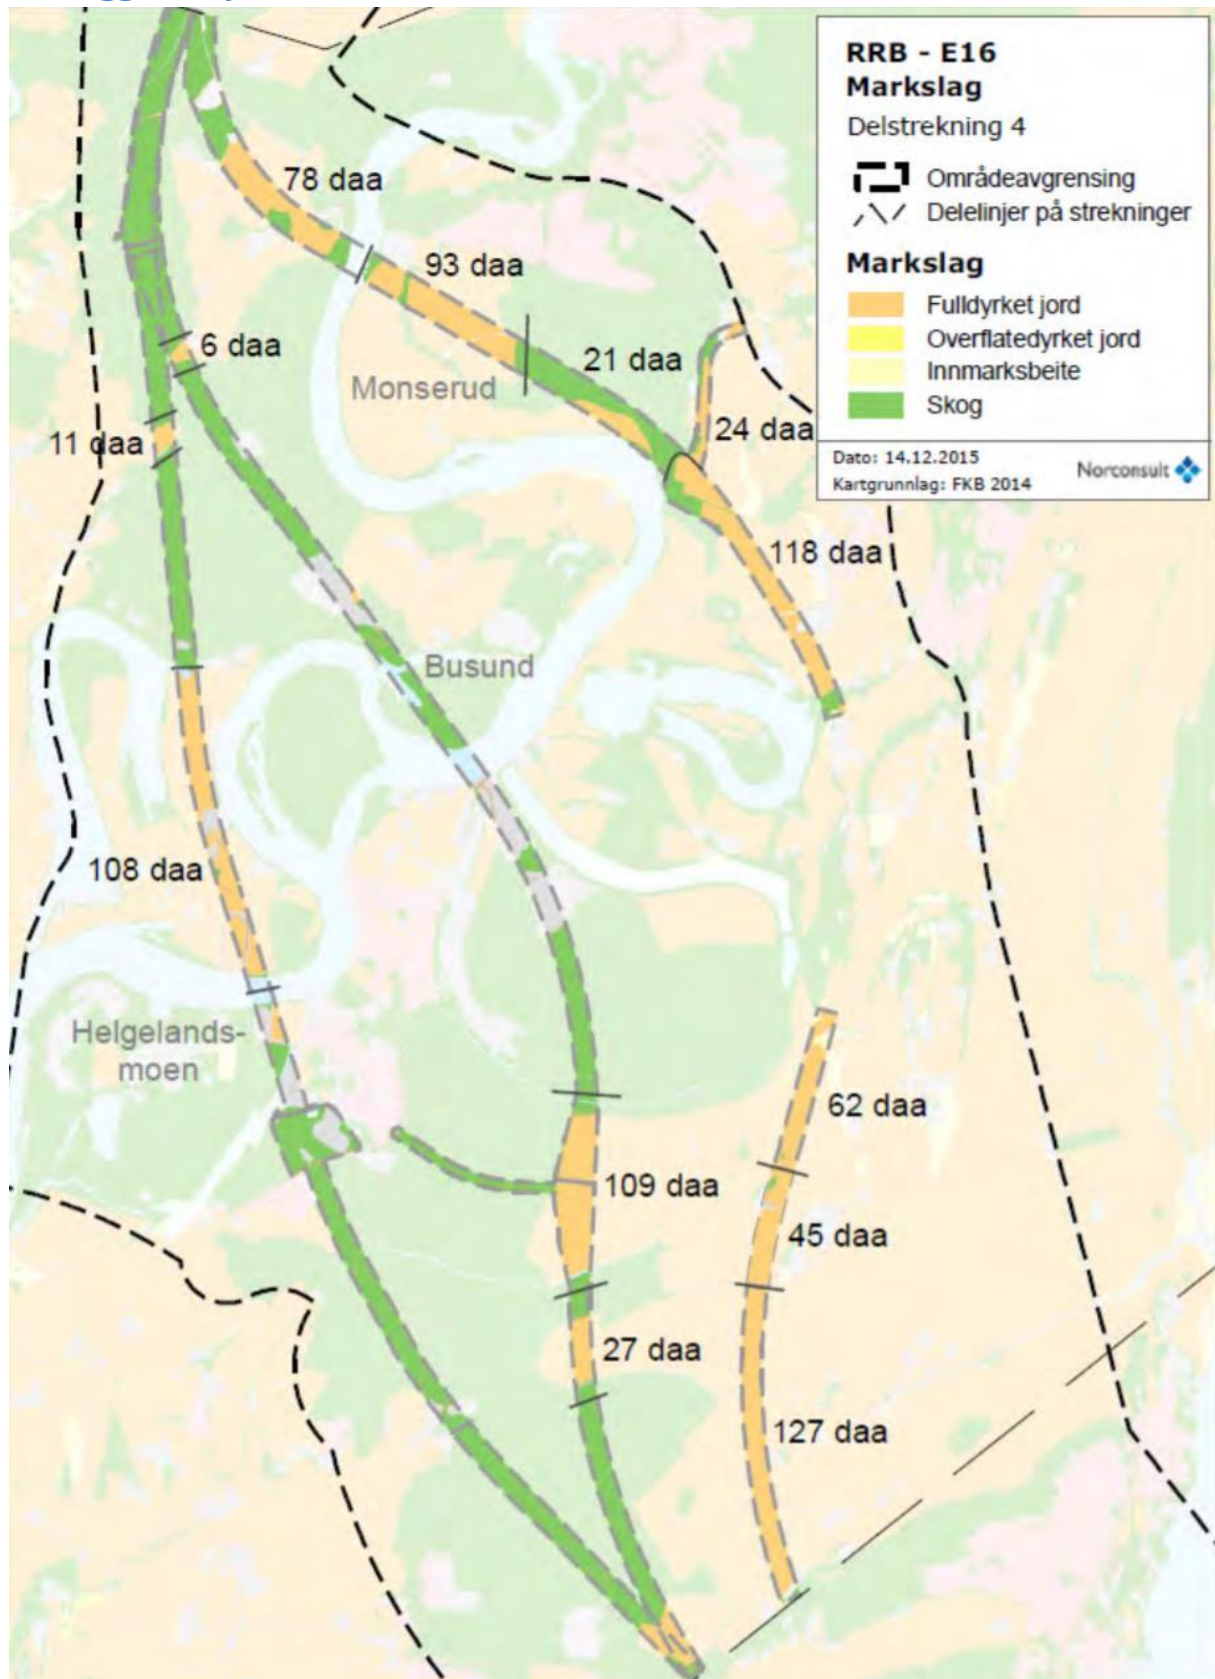 RRB - E16
Markslag
Delstrekning 4
Områdeavgrensing
Delelinjer på strekninger
Markslag
Fulldyrket jord
Overflatedyrket jord
Innmarksbeite
Skog
Dato: 14.12.2015
Kartgrunnlag: FKB 2014
Norconsult
78 daa
93 daa
6 daa
21 daa
Monserud
11 daa
24 daa
118 daa
Busund
108 daa
Helgelands-
moen
62 daa
109 daa
45 daa
27 daa
127 daa